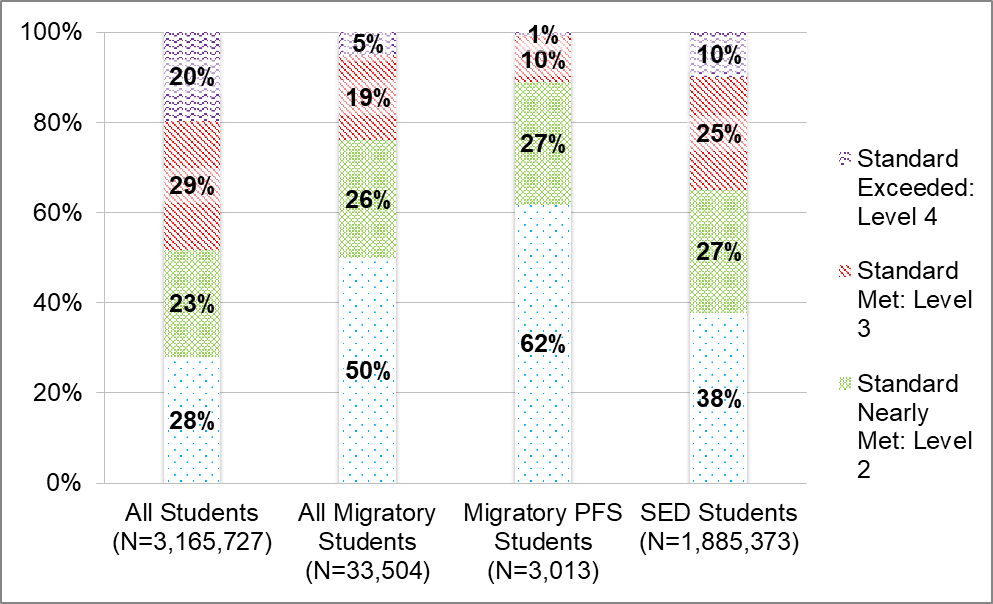 100%
80%
60%
40%
20%
0%
20%
29%
23%
28%
5%
19%
26%
50%
1%
10%
27%
62%
10%
25%
27%
38%
All Students
(N=3,165,727)
All Migratory
Students
(N=33,504)
Migratory PFS
Students
(N=3,013)
SED Students
(N=1,885,373)
Standard
Exceeded:
Level 4
Standard
Met: Level
3
Standard
Nearly
Met: Level
2